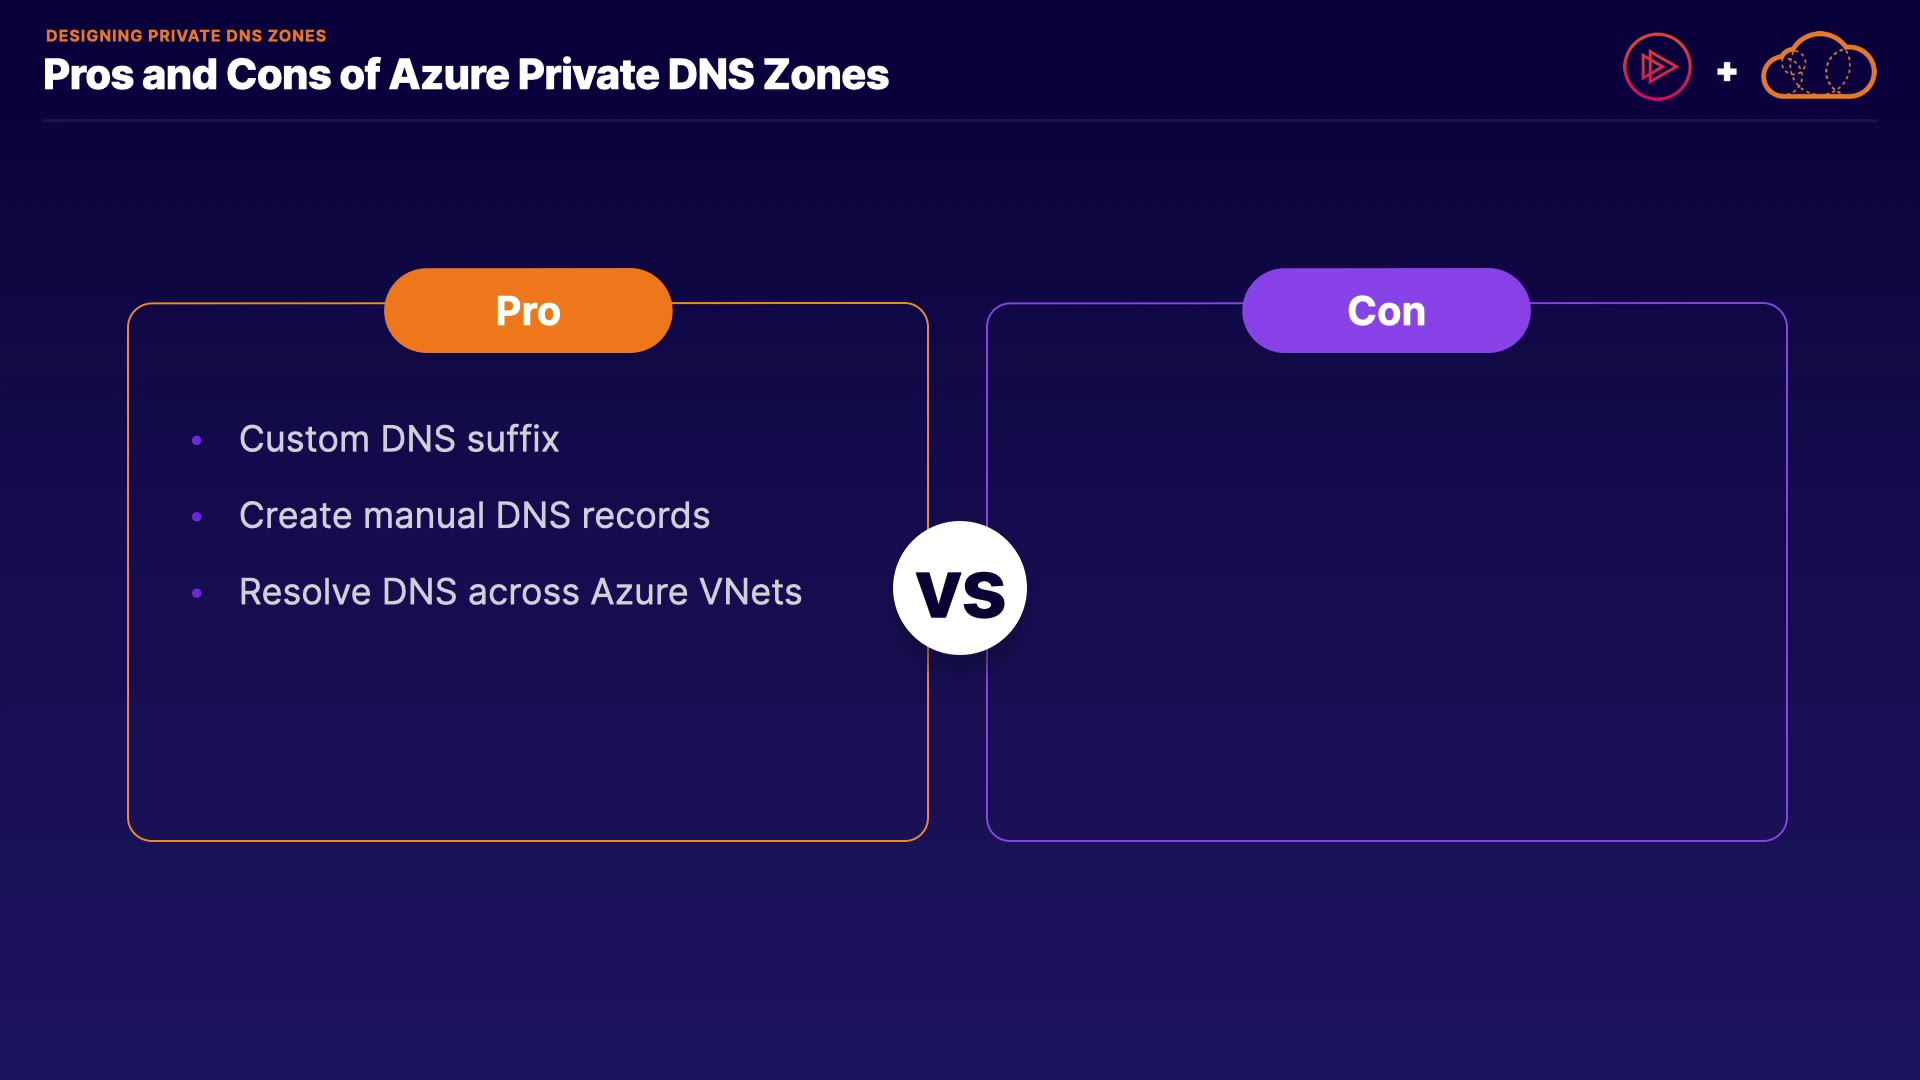 DESIGNING PRIVATE DNS ZONES
Pros and Cons of Azure Private DNS Zones
+
Pro
• Custom DNS suffix
• Create manual DNS records
• Resolve DNS across Azure VNets
VS
Con